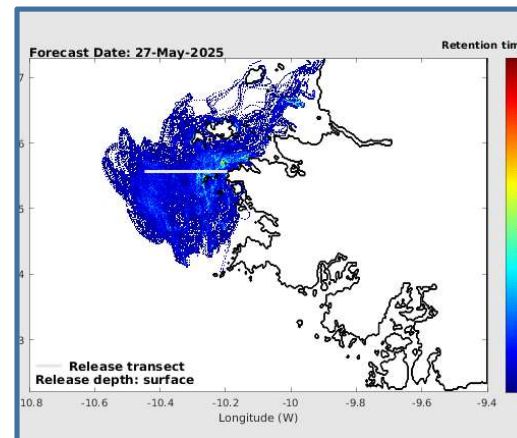 Forecast Date: 27-May-2025
Retention tim
.7
.6
.5
.4
.3
Release transect
Release depth: surface
10.8
-10.6
-10.4
-10.2
-10
-9.8
-9.6
-9.4
Longitude (W)